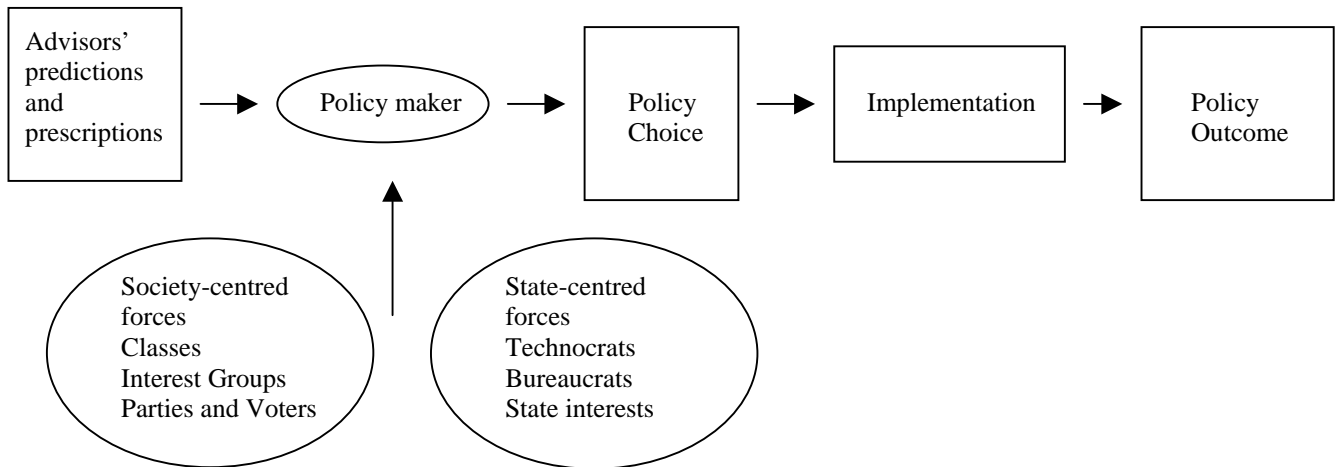 Advisors’
predictions
and
prescriptions
Policy maker
Policy
Choice
Implementation
Policy
Outcome
Society-centred
forces
Classes
Interest Groups
Parties and Voters
State-centred
forces
Technocrats
Bureaucrats
State interests